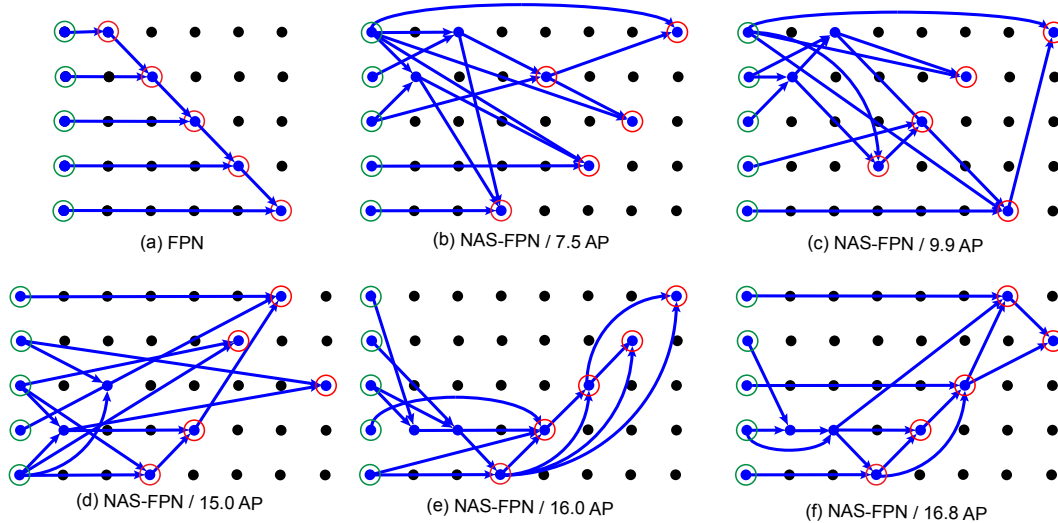 (a) FPN
(b) NAS-FPN / 7.5 AP
(c) NAS-FPN / 9.9 AP
(d) NAS-FPN / 15.0 AP
(e) NAS-FPN / 16.0 AP
(f) NAS-FPN / 16.8 AP